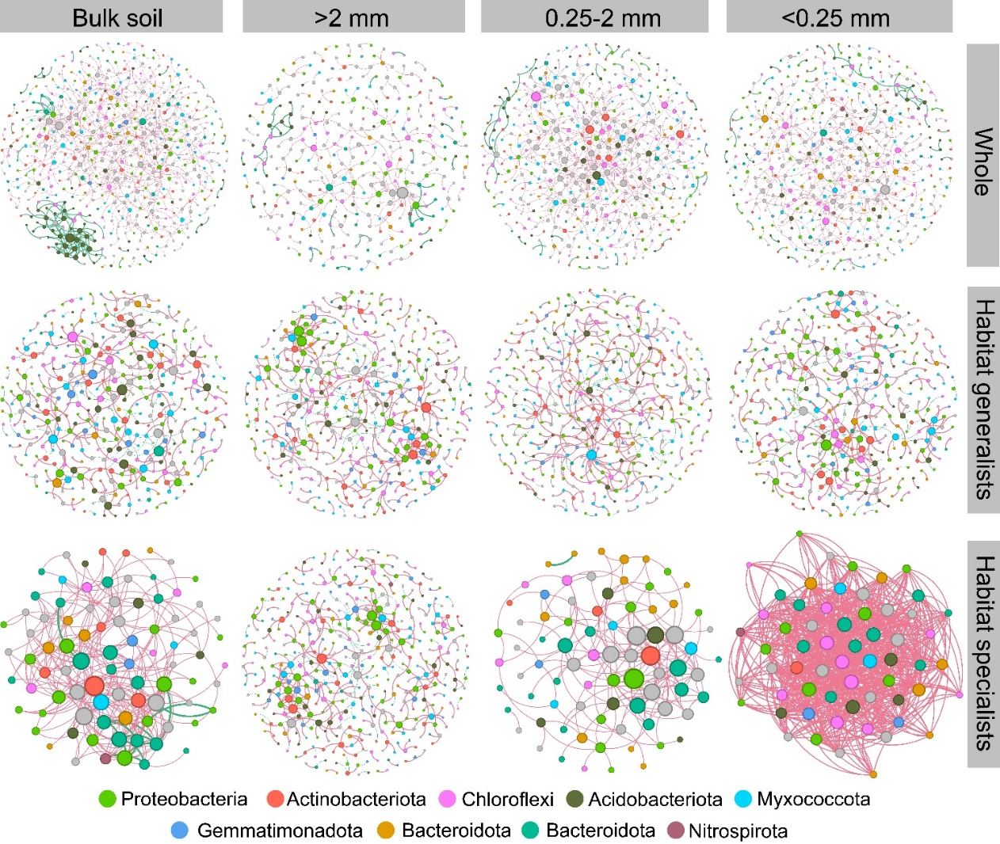 Bulk soil >2 mm 0.25-2 mm <0.25 mm
Whole
Habitat generalists
Habitat specialists
Proteobacteria Actinobacteriota Chloroflexi Acidobacteriota Myxococcota
Gemmatimonadota Bacteroidota Bacteroidota Nitrospirota